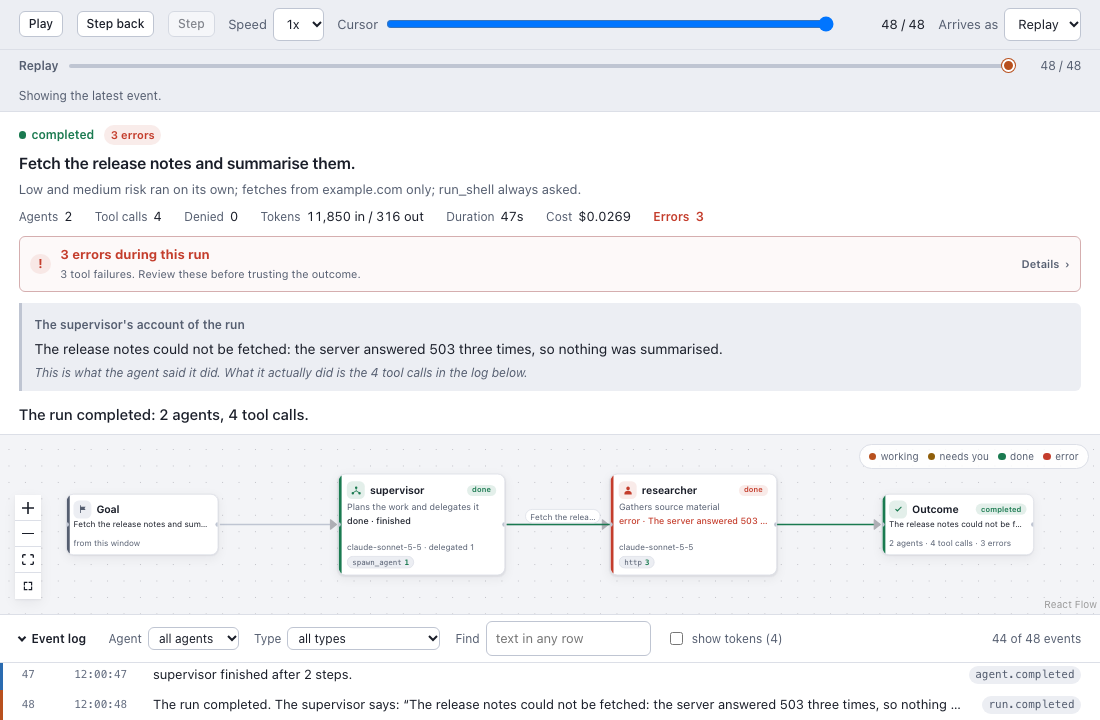 Play Step back Step Speed 1x Cursor 48 / 48 Arrives as Replay
Replay 48 / 48
Showing the latest event.
completed 3 errors
Fetch the release notes and summarise them.
Low and medium risk ran on its own; fetches from example.com only; run_shell always asked.
Agents 2 Tool calls 4 Denied 0 Tokens 11,850 in / 316 out Duration 47s Cost $0.0269 Errors 3
! 3 errors during this run
3 tool failures. Review these before trusting the outcome.
Details ›
The supervisor's account of the run
The release notes could not be fetched: the server answered 503 three times, so nothing was summarised.
This is what the agent said it did. What it actually did is the 4 tool calls in the log below.
The run completed: 2 agents, 4 tool calls.
working needs you done error
Goal
Fetch the release notes and sum...
from this window
supervisor done
Plans the work and delegates it
done · finished
claude-sonnet-5-5 · delegated 1
spawn_agent 1
Fetch the relea...
researcher done
Gathers source material
error · The server answered 503 ...
claude-sonnet-5-5
http 3
Outcome completed
The release notes could not be f...
2 agents · 4 tool calls · 3 errors
React Flow
Event log Agent all agents Type all types Find text in any row show tokens (4) 44 of 48 events
47 12:00:47 supervisor finished after 2 steps. agent.completed
48 12:00:48 The run completed. The supervisor says: “The release notes could not be fetched: the server answered 503 three times, so nothing ... run.completed